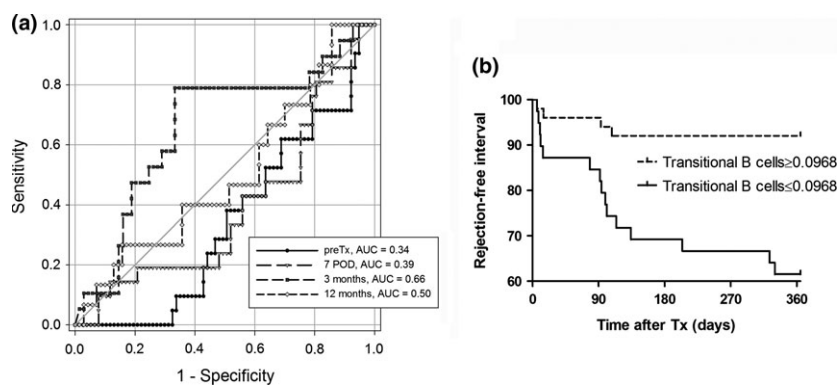 (a)
1.0
0.8
0.6
0.4
0.2
0.0
Sensitivity
preTx, AUC = 0.34
7 POD, AUC = 0.39
3 months, AUC = 0.66
12 months, AUC = 0.50
0.0 0.2 0.4 0.6 0.8 1.0
1 - Specificity
(b)
100
90
80
70
60
Rejection-free interval
Transitional B cells≥0.0968
Transitional B cells≤0.0968
0 90 180 270 360
Time after Tx (days)